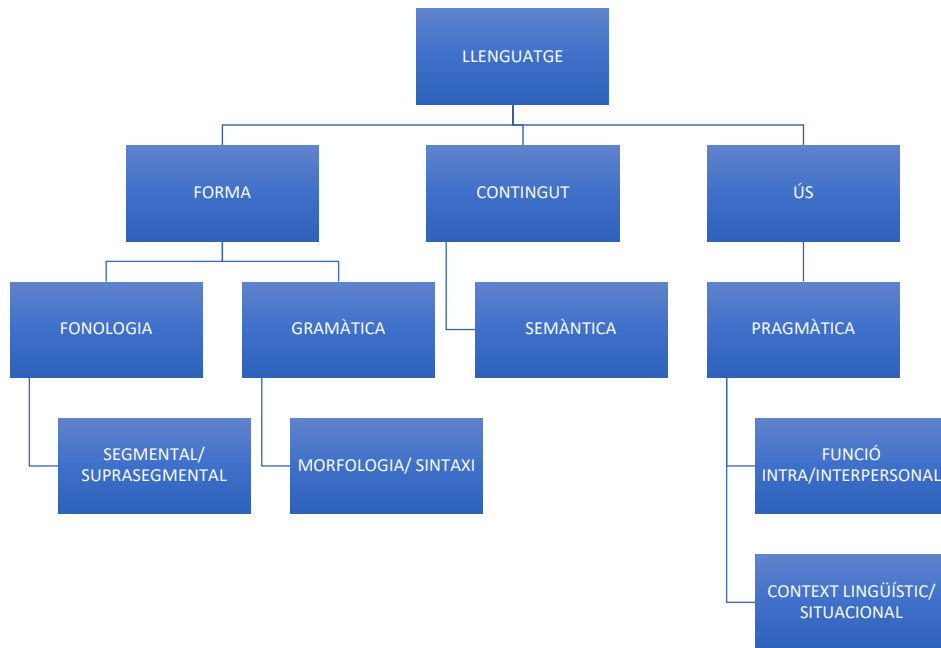 LLENGUATGE
FORMA
CONTINGUT
ÚS
FONOLOGIA
GRAMÀTICA
SEMÀNTICA
PRAGMÀTICA
SEGMENTAL/
SUPRASEGMENTAL
MORFOLOGIA/ SINTAXI
FUNCIÓ
INTRA/INTERPERSONAL
CONTEXT LINGÜÍSTIC/
SITUACIONAL